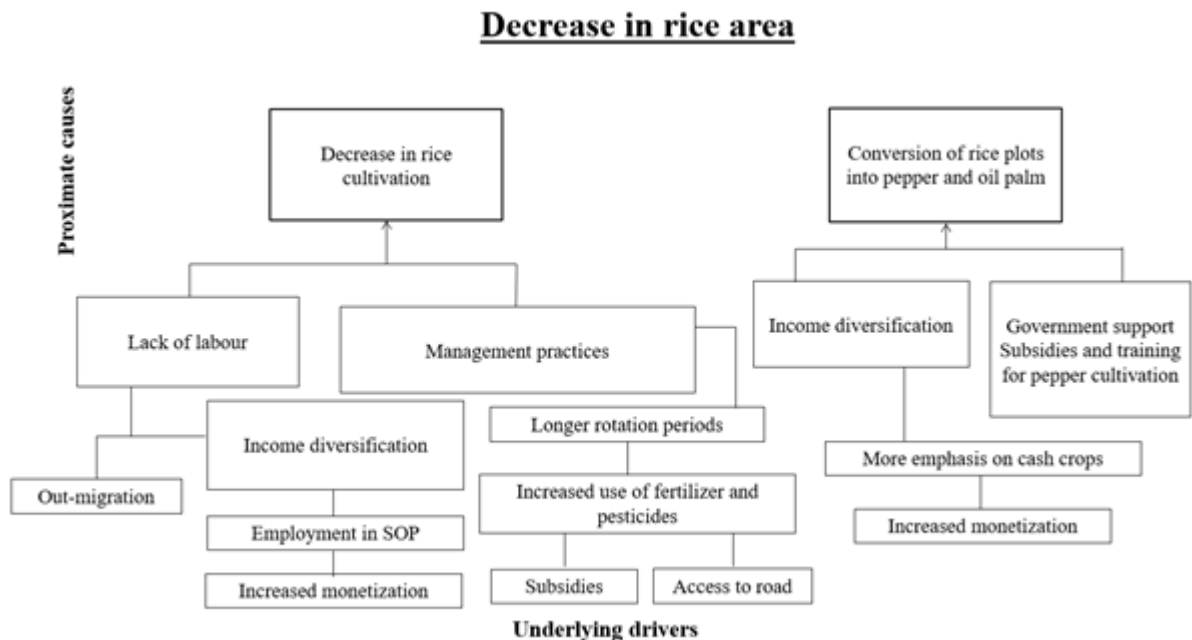 Decrease in rice area
Proximate causes
Decrease in rice
cultivation
Conversion of rice plots
into pepper and oil palm
Lack of labour
Management practices
Income diversification
Government support
Subsidies and training
for pepper cultivation
Income diversification
Longer rotation periods
More emphasis on cash crops
Out-migration
Increased use of fertilizer and
pesticides
Employment in SOP
Increased monetization
Increased monetization
Subsidies
Access to road
Underlying drivers